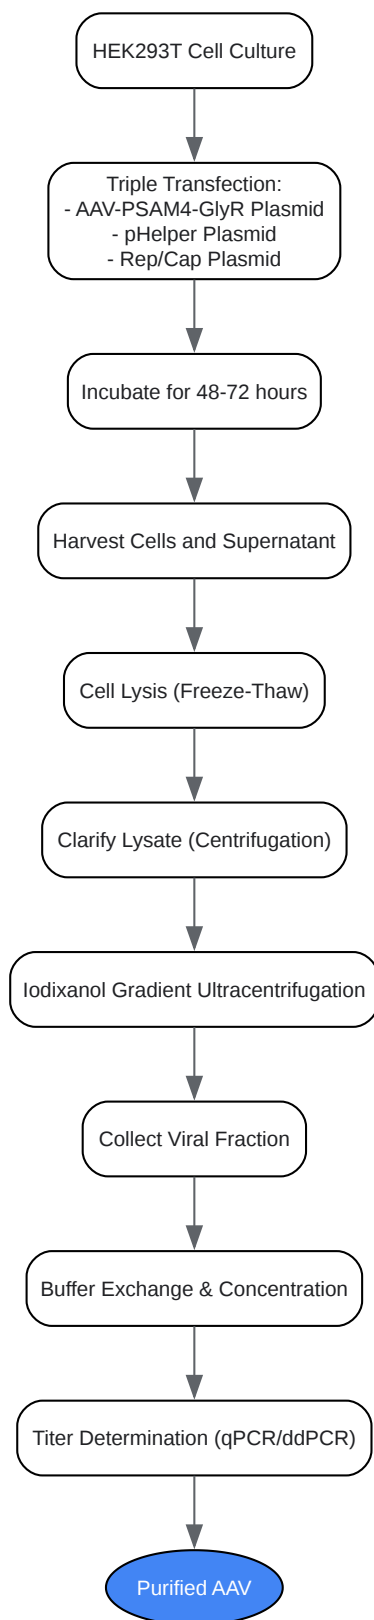 HEK293T Cell Culture
Triple Transfection:
- AAV-PSAM4-GlyR Plasmid
- pHelper Plasmid
- Rep/Cap Plasmid
Incubate for 48-72 hours
Harvest Cells and Supernatant
Cell Lysis (Freeze-Thaw)
Clarify Lysate (Centrifugation)
Iodixanol Gradient Ultracentrifugation
Collect Viral Fraction
Buffer Exchange & Concentration
Titer Determination (qPCR/ddPCR)
Purified AAV